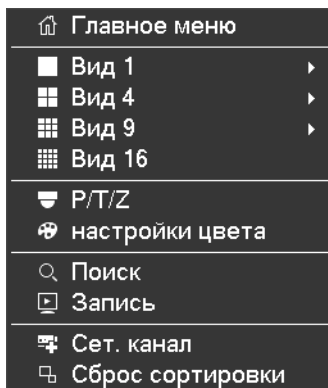 Главное меню
Вид 1
Вид 4
Вид 9
Вид 16
P/T/Z
настройки цвета
Поиск
Запись
Сет. канал
Сброс сортировки